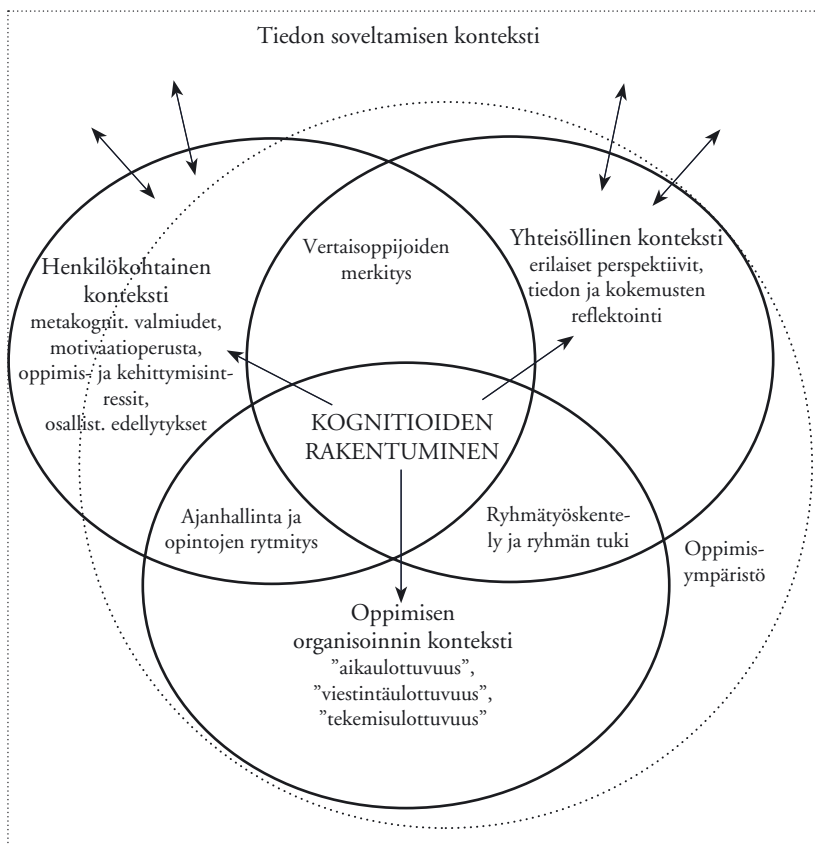 Tiedon soveltamisen konteksti
Vertaisoppijoiden
merkitys
Yhteisöllinen konteksti
erilaiset perspektiivit,
tiedon ja kokemusten
reflektointi
Henkilökohtainen
konteksti
metakognit. valmiudet,
motivaatioperusta,
oppimis- ja kehittymisint-
ressit,
osallist. edellytykset
KOGNITIOIDEN
RAKENTUMINEN
Ajanhallinta ja
opintojen rytmitys
Ryhmätyöskente-
ly ja ryhmän tuki
Oppimis-
ympäristö
Oppimisen
organisoinnin konteksti
”aikaulottuvuus”,
”viestintäulottuvuus”,
”tekemisulottuvuus”